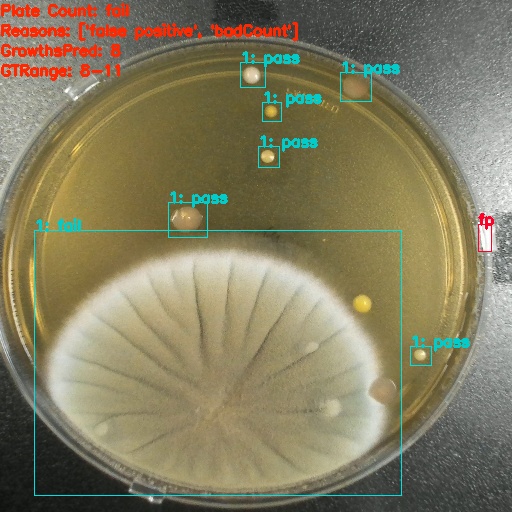 Plate Count: fail
Reasons: ['false positive', 'badCount']
GrowthsPred: 8
GTRange: 8-11
1: pass
1: pass
1: pass
1: pass
1: pass
fp
1: fail
1: pass